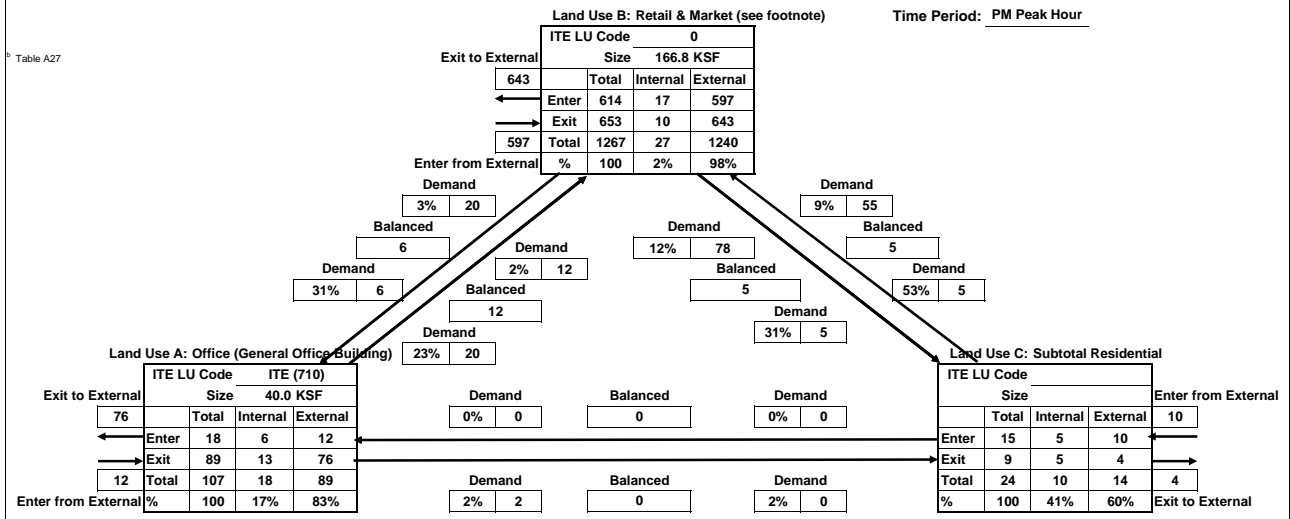 Land Use B: Retail & Market (see footnote)
Time Period: PM Peak Hour
b Table A27
ITE LU Code 0
Exit to External Size 166.8 KSF
643 Total Internal External
Enter 614 17 597
Exit 653 10 643
597 Total 1267 27 1240
Enter from External % 100 2% 98%
Demand Demand
3% 20 9% 55
Balanced Demand Balanced
6 12% 78 5
Demand
2% 12
Demand Balanced Demand
31% 6 5 53% 5
Balanced
12
Demand
31% 5
Demand
23% 20
Land Use A: Office (General Office Building)
Land Use C: Subtotal Residential
ITE LU Code ITE (710)
Exit to External Size 40.0 KSF
76 Total Internal External
Enter 18 6 12
Exit 89 13 76
12 Total 107 18 89
Enter from External % 100 17% 83%
Demand Balanced Demand
0% 0 0 0% 0
Demand Balanced Demand
2% 2 0 2% 0
ITE LU Code
Size Enter from External
Total Internal External 10
Enter 15 5 10
Exit 9 5 4
Total 24 10 14 4
% 100 41% 60% Exit to External